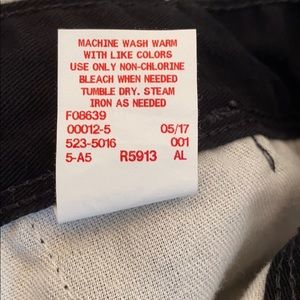 MACHINE WASH WARM
WITH LIKE COLORS
USE ONLY NON-CHLORINE
BLEACH WHEN NEEDED
TUMBLE DRY. STEAM
IRON AS NEEDED
F08639
00012-5 05/17
523-5016 001
5-A5 R5913 AL